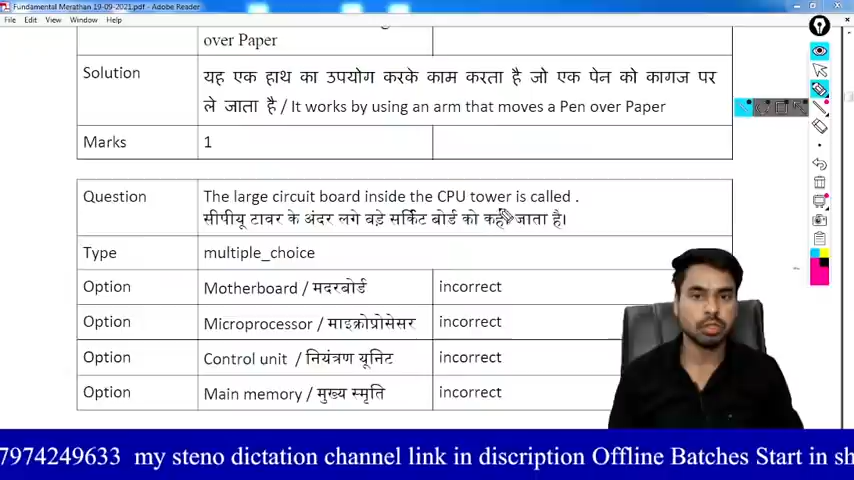 Fundamental Merathan 19-09-2021.pdf - Adobe Reader
File Edit View Window Help
over Paper
Solution
यह एक हाथ का उपयोग करके काम करता है जो एक पेन को कागज पर
ले जाता है / It works by using an arm that moves a Pen over Paper
Marks 1
Question
The large circuit board inside the CPU tower is called .
सीपीयू टावर के अंदर लगे बड़े सर्किट बोर्ड को कहा जाता है।
Type multiple_choice
Option Motherboard / मदरबोर्ड incorrect
Option Microprocessor / माइक्रोप्रोसेसर incorrect
Option Control unit / नियंत्रण यूनिट incorrect
Option Main memory / मुख्य स्मृति incorrect
7974249633 my steno dictation channel link in discription Offline Batches Start in sh